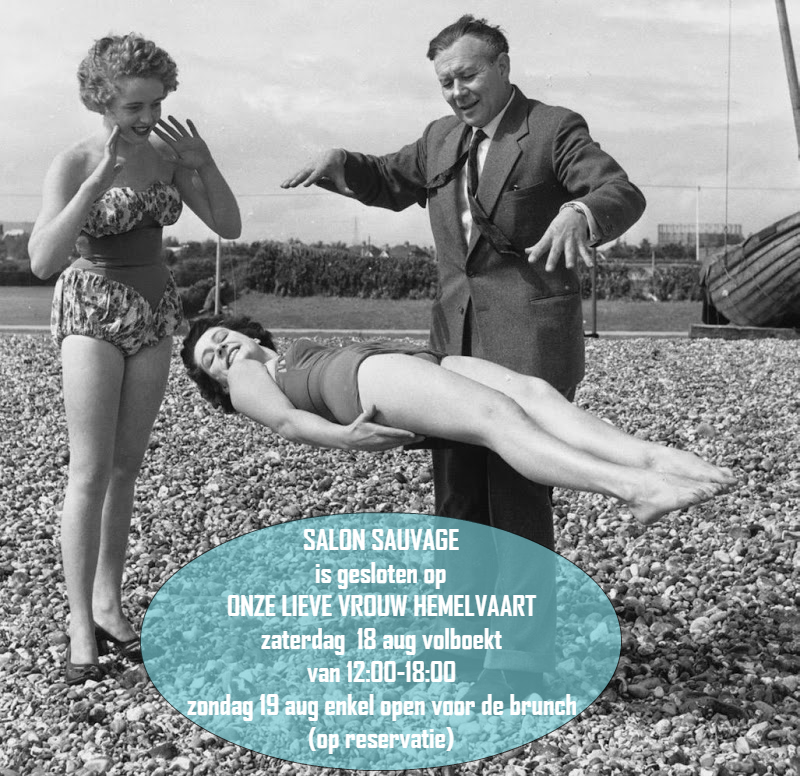 SALON SAUVAGE
is gesloten op
ONZE LIEVE VROUW HEMELVAART
zaterdag 18 aug volboekt
van 12:00-18:00
zondag 19 aug enkel open voor de brunch
(op reservatie)